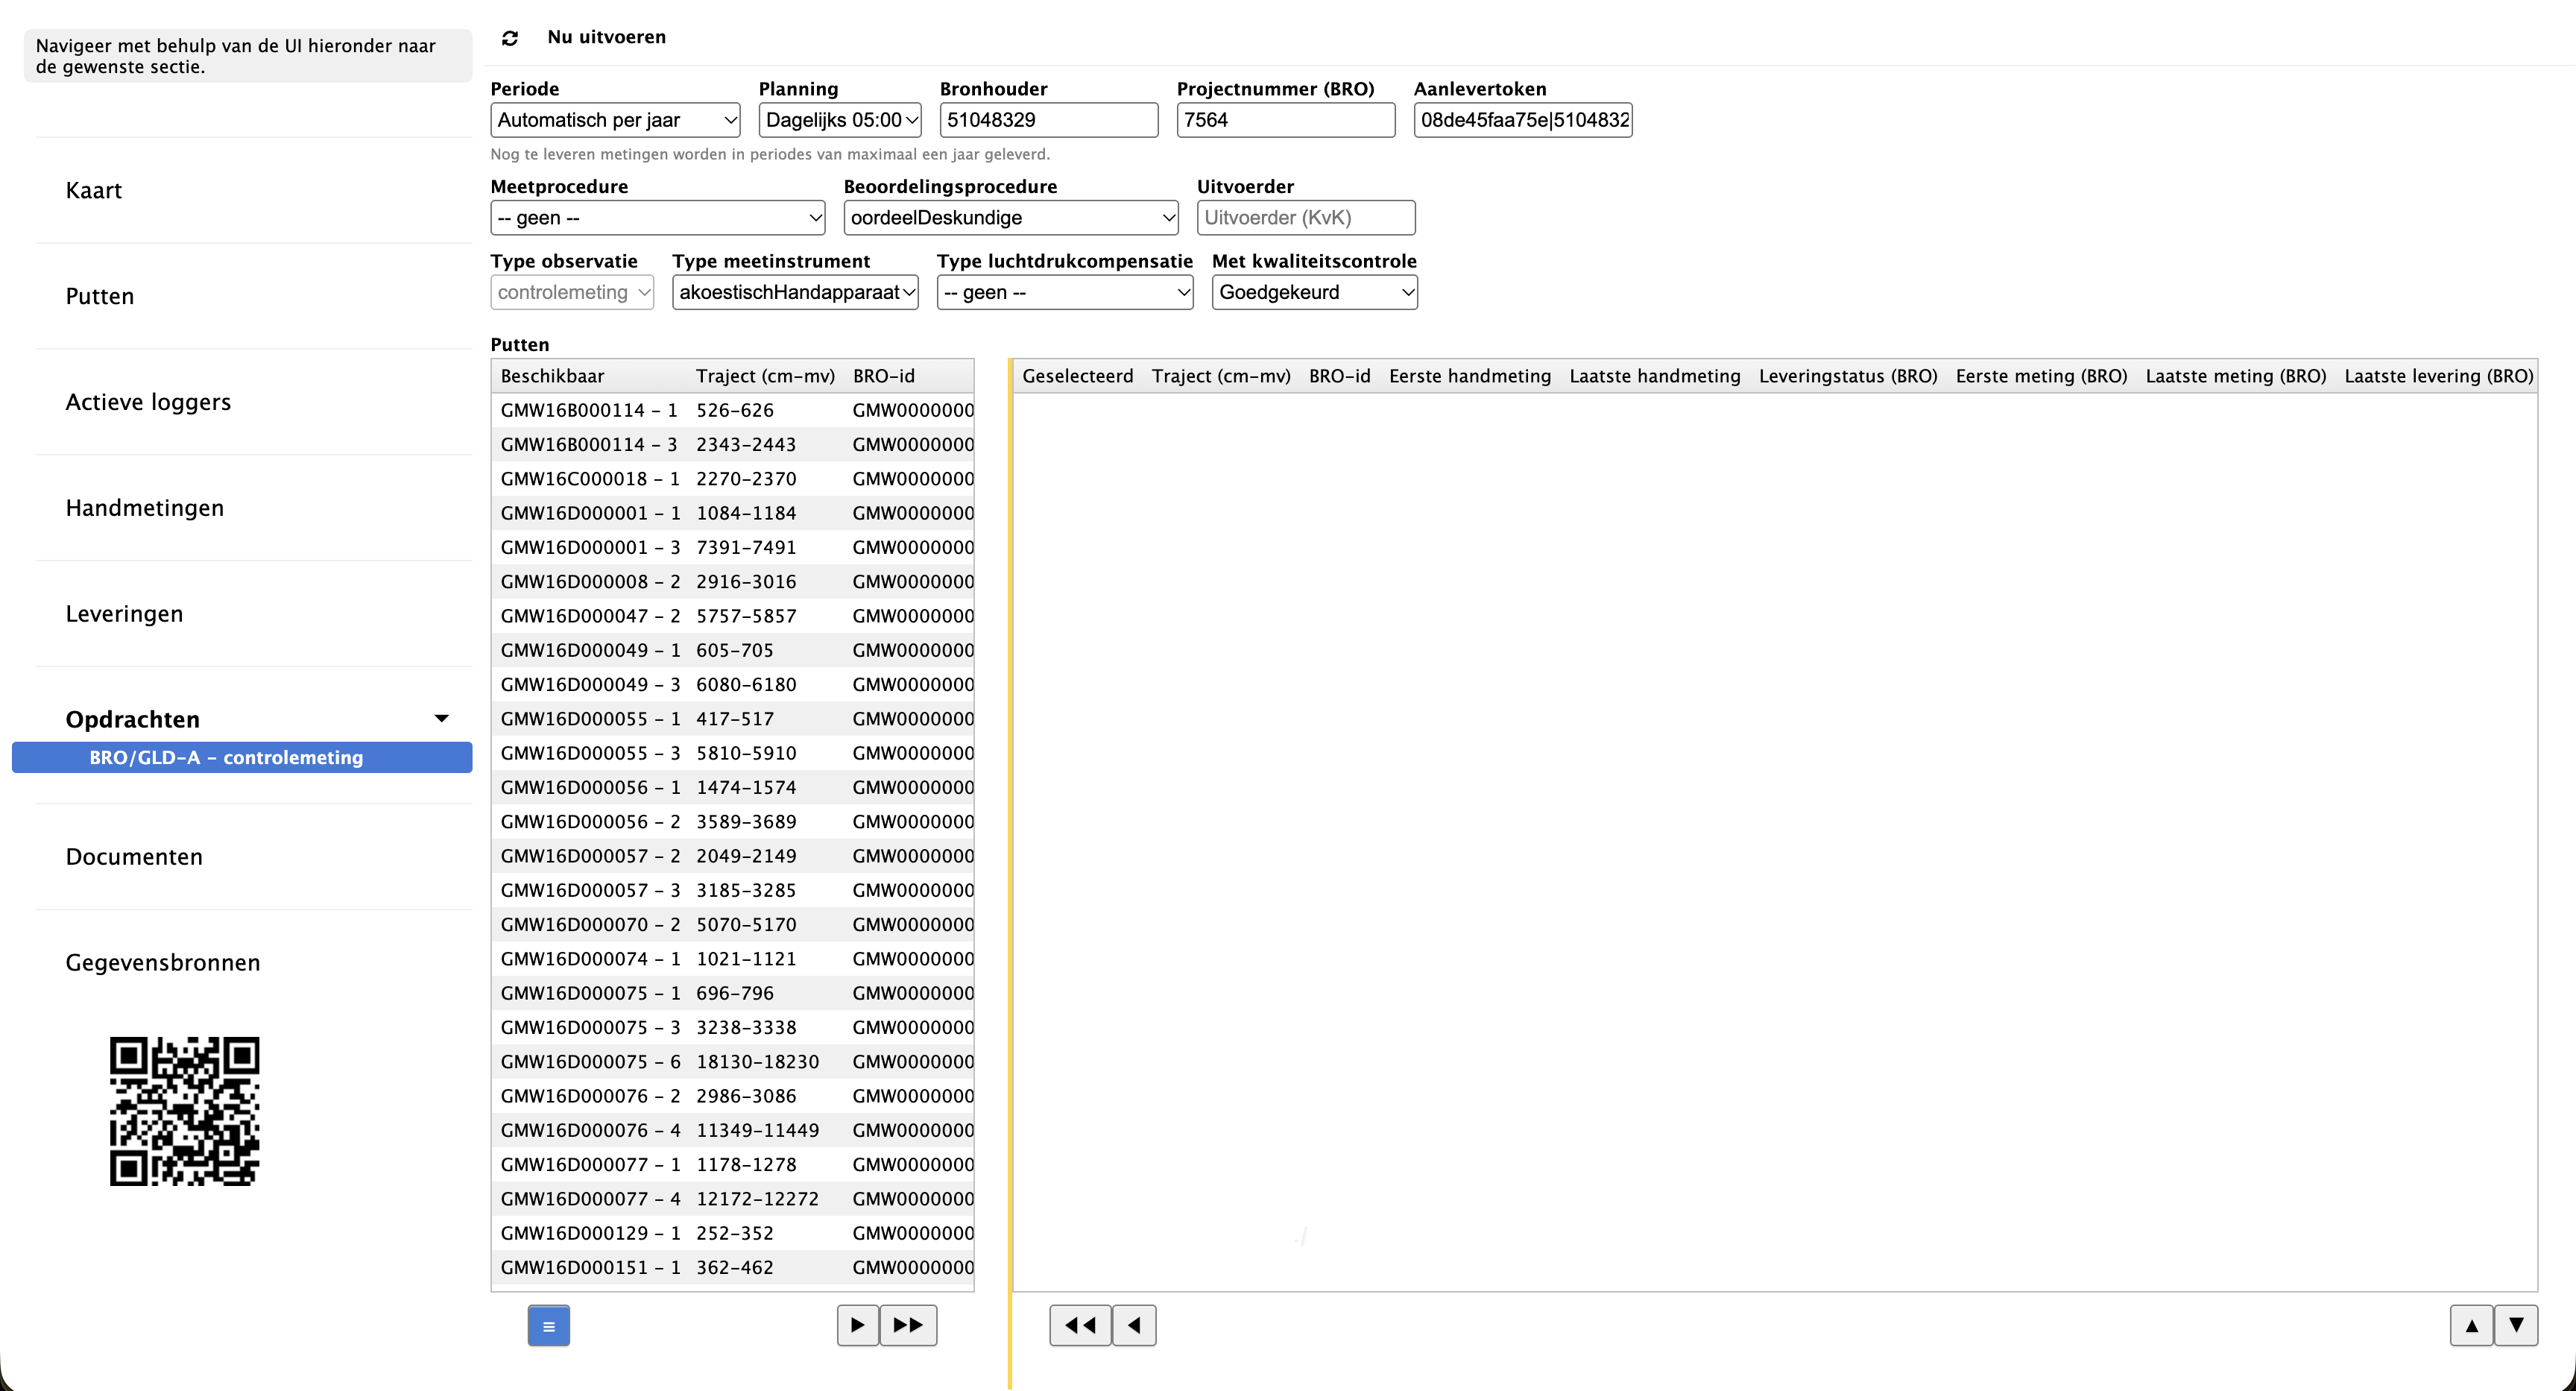 Navigeer met behulp van de UI hieronder naar
de gewenste sectie.
Kaart
Putten
Actieve loggers
Handmetingen
Leveringen
Opdrachten
BRO/GLD-A - controlemeting
Documenten
Gegevensbronnen
Nu uitvoeren
Periode Planning Bronhouder Projectnummer (BRO) Aanlevertoken
Automatisch per jaar Dagelijks 05:00 51048329 7564 08de45faa75e|5104832
Nog te leveren metingen worden in periodes van maximaal een jaar geleverd.
Meetprocedure Beoordelingsprocedure Uitvoerder
-- geen -- oordeelDeskundige Uitvoerder (KvK)
Type observatie Type meetinstrument Type luchtdrukcompensatie Met kwaliteitscontrole
controlemeting akoestischHandapparaat -- geen -- Goedgekeurd
Putten
Beschikbaar Traject (cm-mv) BRO-id
GMW16B000114 - 1 526-626 GMW0000000
GMW16B000114 - 3 2343-2443 GMW0000000
GMW16C000018 - 1 2270-2370 GMW0000000
GMW16D000001 - 1 1084-1184 GMW0000000
GMW16D000001 - 3 7391-7491 GMW0000000
GMW16D000008 - 2 2916-3016 GMW0000000
GMW16D000047 - 2 5757-5857 GMW0000000
GMW16D000049 - 1 605-705 GMW0000000
GMW16D000049 - 3 6080-6180 GMW0000000
GMW16D000055 - 1 417-517 GMW0000000
GMW16D000055 - 3 5810-5910 GMW0000000
GMW16D000056 - 1 1474-1574 GMW0000000
GMW16D000056 - 2 3589-3689 GMW0000000
GMW16D000057 - 2 2049-2149 GMW0000000
GMW16D000057 - 3 3185-3285 GMW0000000
GMW16D000070 - 2 5070-5170 GMW0000000
GMW16D000074 - 1 1021-1121 GMW0000000
GMW16D000075 - 1 696-796 GMW0000000
GMW16D000075 - 3 3238-3338 GMW0000000
GMW16D000075 - 6 18130-18230 GMW0000000
GMW16D000076 - 2 2986-3086 GMW0000000
GMW16D000076 - 4 11349-11449 GMW0000000
GMW16D000077 - 1 1178-1278 GMW0000000
GMW16D000077 - 4 12172-12272 GMW0000000
GMW16D000129 - 1 252-352 GMW0000000
GMW16D000151 - 1 362-462 GMW0000000
Geselecteerd Traject (cm-mv) BRO-id Eerste handmeting Laatste handmeting Leveringstatus (BRO) Eerste meting (BRO) Laatste meting (BRO) Laatste levering (BRO)